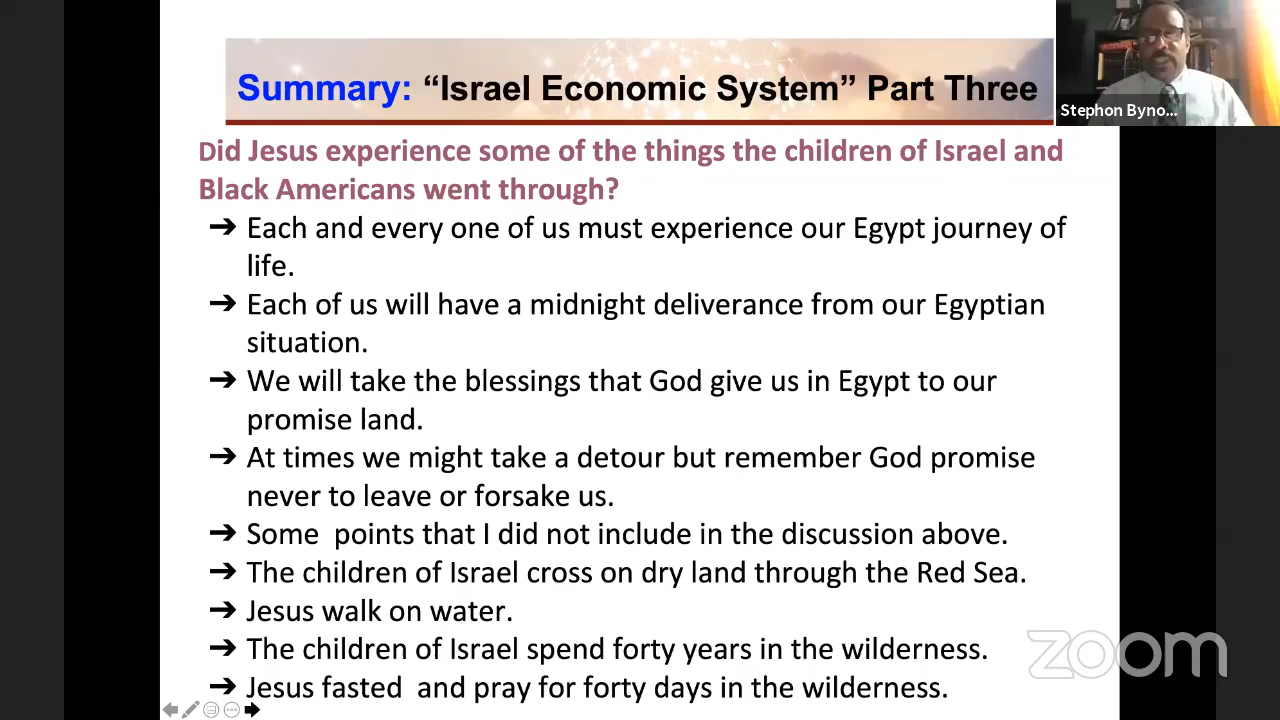 Summary: “Israel Economic System” Part Three
Stephon Byno...
Did Jesus experience some of the things the children of Israel and
Black Americans went through?
➔ Each and every one of us must experience our Egypt journey of
life.
➔ Each of us will have a midnight deliverance from our Egyptian
situation.
➔ We will take the blessings that God give us in Egypt to our
promise land.
➔ At times we might take a detour but remember God promise
never to leave or forsake us.
➔ Some  points that I did not include in the discussion above.
➔ The children of Israel cross on dry land through the Red Sea.
➔ Jesus walk on water.
➔ The children of Israel spend forty years in the wilderness.
➔ Jesus fasted  and pray for forty days in the wilderness.
zoom